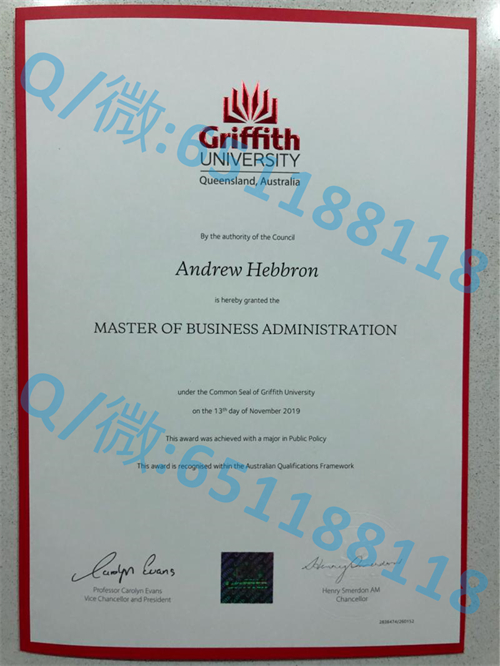 Q/微:651188118
Griffith
UNIVERSITY
Queensland, Australia
By the authority of the Council
Andrew Hebbron
is hereby granted the
MASTER OF BUSINESS ADMINISTRATION
under the Common Seal of Griffith University
on the 13th day of November 2019
This award was achieved with a major in Public Policy
This award is recognised within the Australian Qualifications Framework
Q/微:651188118
Carolyn Evans
Professor Carolyn Evans
Vice Chancellor and President
Henry Smerdon AM
Chancellor